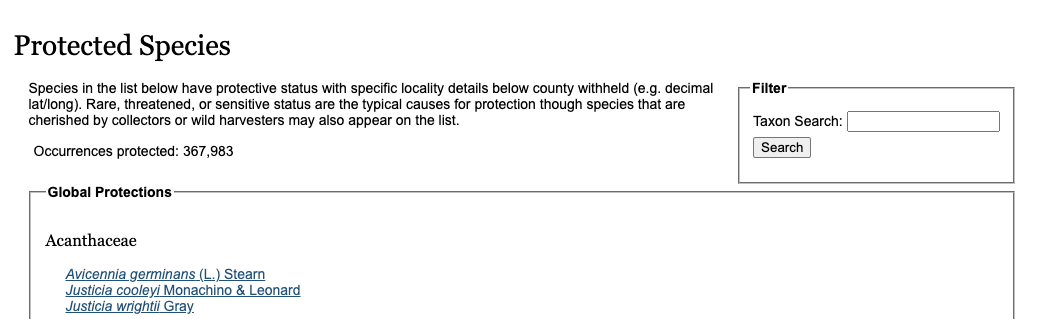 Protected Species
Species in the list below have protective status with specific locality details below county withheld (e.g. decimal
lat/long). Rare, threatened, or sensitive status are the typical causes for protection though species that are
cherished by collectors or wild harvesters may also appear on the list.
Occurrences protected: 367,983
Filter
Taxon Search:
Search
Global Protections
Acanthaceae
Avicennia germinans (L.) Stearn
Justicia cooleyi Monachino & Leonard
Justicia wrightii Gray